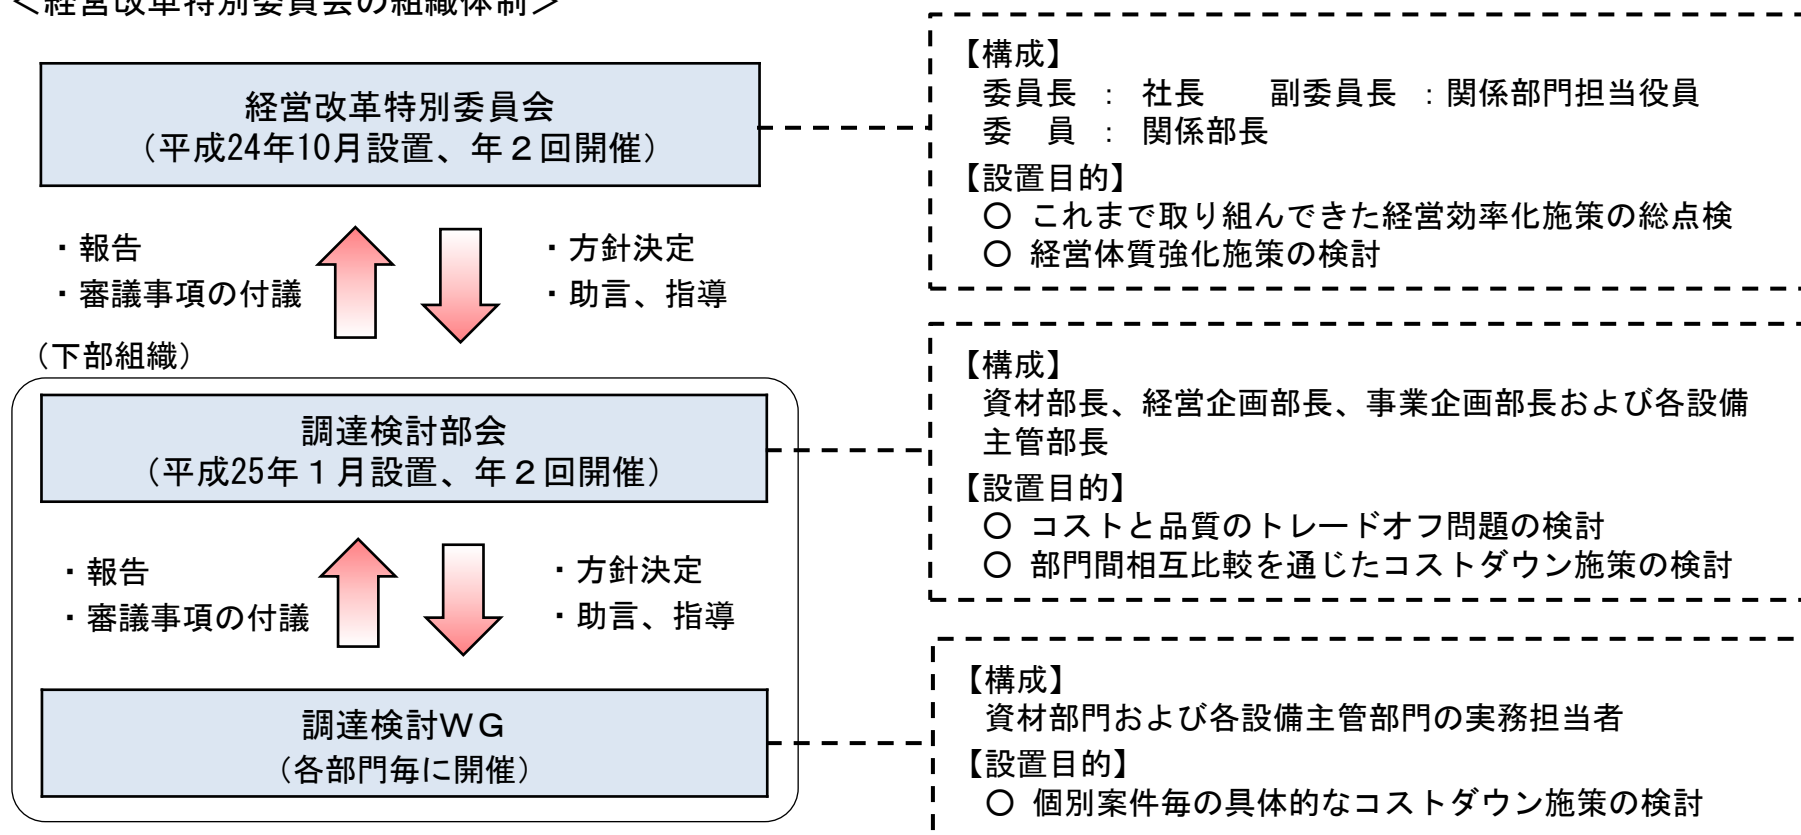 ＜経営改革特別委員会の組織体制＞
経営改革特別委員会
（平成24年10月設置、年２回開催）
【構成】
委員長 ： 社長 副委員長 ：関係部門担当役員
委 員 ： 関係部長
【設置目的】
○ これまで取り組んできた経営効率化施策の総点検
○ 経営体質強化施策の検討
・報告
・審議事項の付議
・方針決定
・助言、指導
（下部組織）
調達検討部会
（平成25年１月設置、年２回開催）
【構成】
資材部長、経営企画部長、事業企画部長および各設備
主管部長
【設置目的】
○ コストと品質のトレードオフ問題の検討
○ 部門間相互比較を通じたコストダウン施策の検討
・報告
・審議事項の付議
・方針決定
・助言、指導
調達検討ＷＧ
（各部門毎に開催）
【構成】
資材部門および各設備主管部門の実務担当者
【設置目的】
○ 個別案件毎の具体的なコストダウン施策の検討